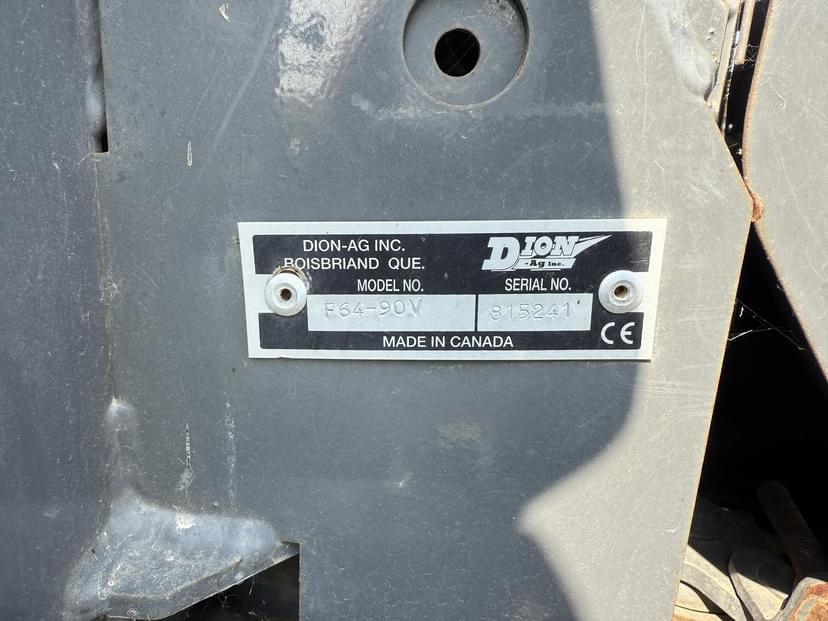 DION-AG INC.
BOISBRIAND QUE.
DION
-Ag Inc.
MODEL NO.
SERIAL NO.
F64-90V
815241
CE
MADE IN CANADA